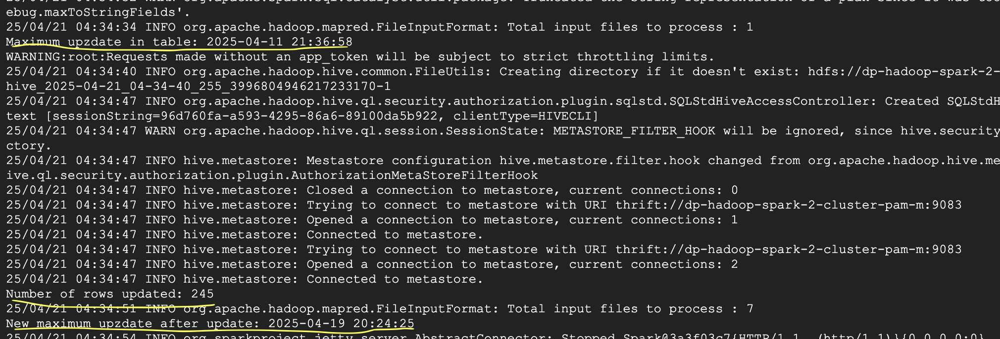 25/04/21 04:34:32 WARN org.apache.spark.sql.catalyst.util.package: Truncated the string representation of a plan since it was too
ebug.maxToStringFields'.
25/04/21 04:34:34 INFO org.apache.hadoop.mapred.FileInputFormat: Total input files to process : 1
Maximum upzdate in table: 2025-04-11 21:36:58
WARNING:root:Requests made without an app_token will be subject to strict throttling limits.
25/04/21 04:34:40 INFO org.apache.hadoop.hive.common.FileUtils: Creating directory if it doesn't exist: hdfs://dp-hadoop-spark-2-
hive_2025-04-21_04-34-40_255_3996804946217233170-1
25/04/21 04:34:47 INFO org.apache.hadoop.hive.ql.security.authorization.plugin.sqlstd.SQLStdHiveAccessController: Created SQLStdH
text [sessionString=96d760fa-a593-4295-86a6-89100da5b922, clientType=HIVECLI]
25/04/21 04:34:47 WARN org.apache.hadoop.hive.ql.session.SessionState: METASTORE_FILTER_HOOK will be ignored, since hive.security
ctory.
25/04/21 04:34:47 INFO hive.metastore: Mestastore configuration hive.metastore.filter.hook changed from org.apache.hadoop.hive.me
ive.ql.security.authorization.plugin.AuthorizationMetaStoreFilterHook
25/04/21 04:34:47 INFO hive.metastore: Closed a connection to metastore, current connections: 0
25/04/21 04:34:47 INFO hive.metastore: Trying to connect to metastore with URI thrift://dp-hadoop-spark-2-cluster-pam-m:9083
25/04/21 04:34:47 INFO hive.metastore: Opened a connection to metastore, current connections: 1
25/04/21 04:34:47 INFO hive.metastore: Connected to metastore.
25/04/21 04:34:47 INFO hive.metastore: Trying to connect to metastore with URI thrift://dp-hadoop-spark-2-cluster-pam-m:9083
25/04/21 04:34:47 INFO hive.metastore: Opened a connection to metastore, current connections: 2
25/04/21 04:34:47 INFO hive.metastore: Connected to metastore.
Number of rows updated: 245
25/04/21 04:34:51 INFO org.apache.hadoop.mapred.FileInputFormat: Total input files to process : 7
New maximum upzdate after update: 2025-04-19 20:24:25
25/04/21 04:34:54 INFO org.sparkproject.jetty.server.AbstractConnector: Stopped Spark@3a3f03c7{HTTP/1.1, (http/1.1)}{0.0.0.0:0}